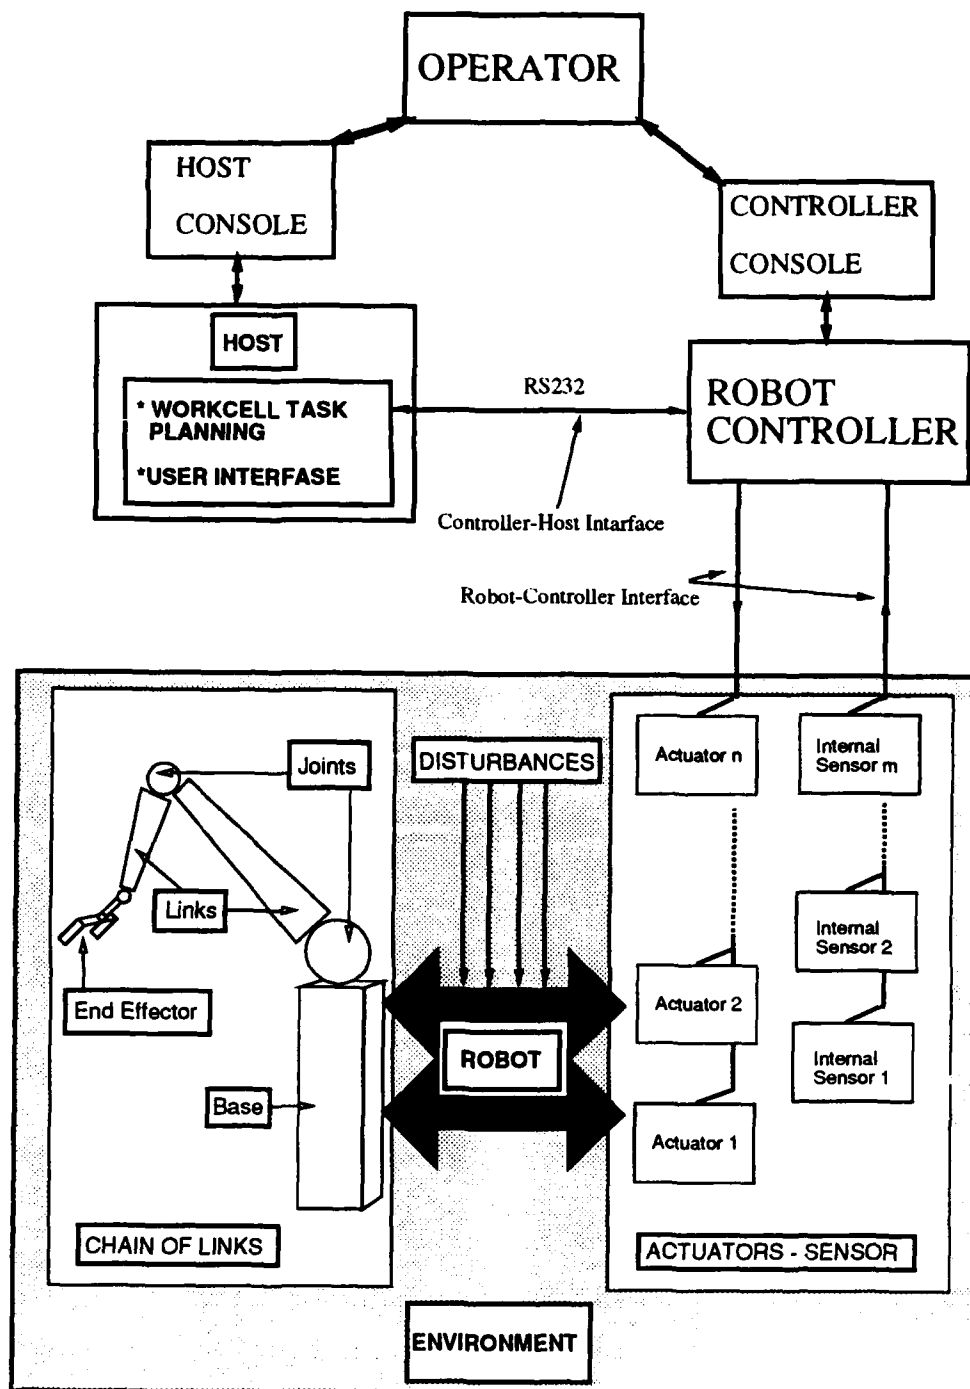 OPERATOR
HOST
CONSOLE
CONTROLLER
CONSOLE
HOST
* WORKCELL TASK
PLANNING
*USER INTERFASE
RS232
ROBOT
CONTROLLER
Controller-Host Intarface
Robot-Controller Interface
Joints
Links
End Effector
Base
CHAIN OF LINKS
DISTURBANCES
ROBOT
Actuator n
Internal
Sensor m
Internal
Sensor 2
Actuator 2
Internal
Sensor 1
Actuator 1
ACTUATORS - SENSOR
ENVIRONMENT